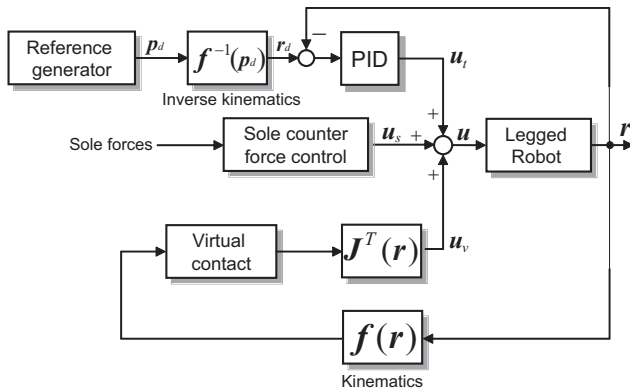 Reference
generator
p_d
f^{-1}(p_d)
Inverse kinematics
r_d
−
PID
u_t
Sole forces
Sole counter
force control
u_s
+
+
+
u
Legged
Robot
r
Virtual
contact
J^T(r)
u_v
f(r)
Kinematics